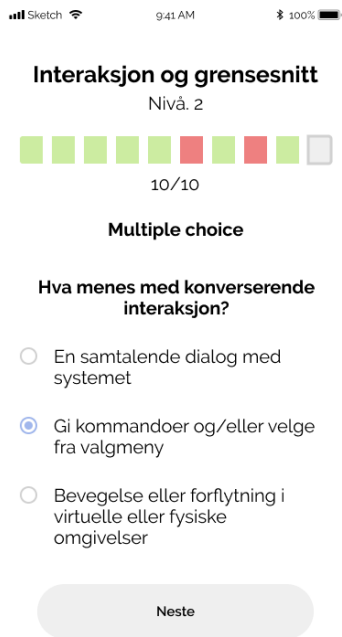 Sketch 9:41 AM 100%
Interaksjon og grensesnitt
Nivå. 2
10/10
Multiple choice
Hva menes med konverserende
interaksjon?
En samtalende dialog med
systemet
Gi kommandoer og/eller velge
fra valgmeny
Bevegelse eller forflytning i
virtuelle eller fysiske
omgivelser
Neste